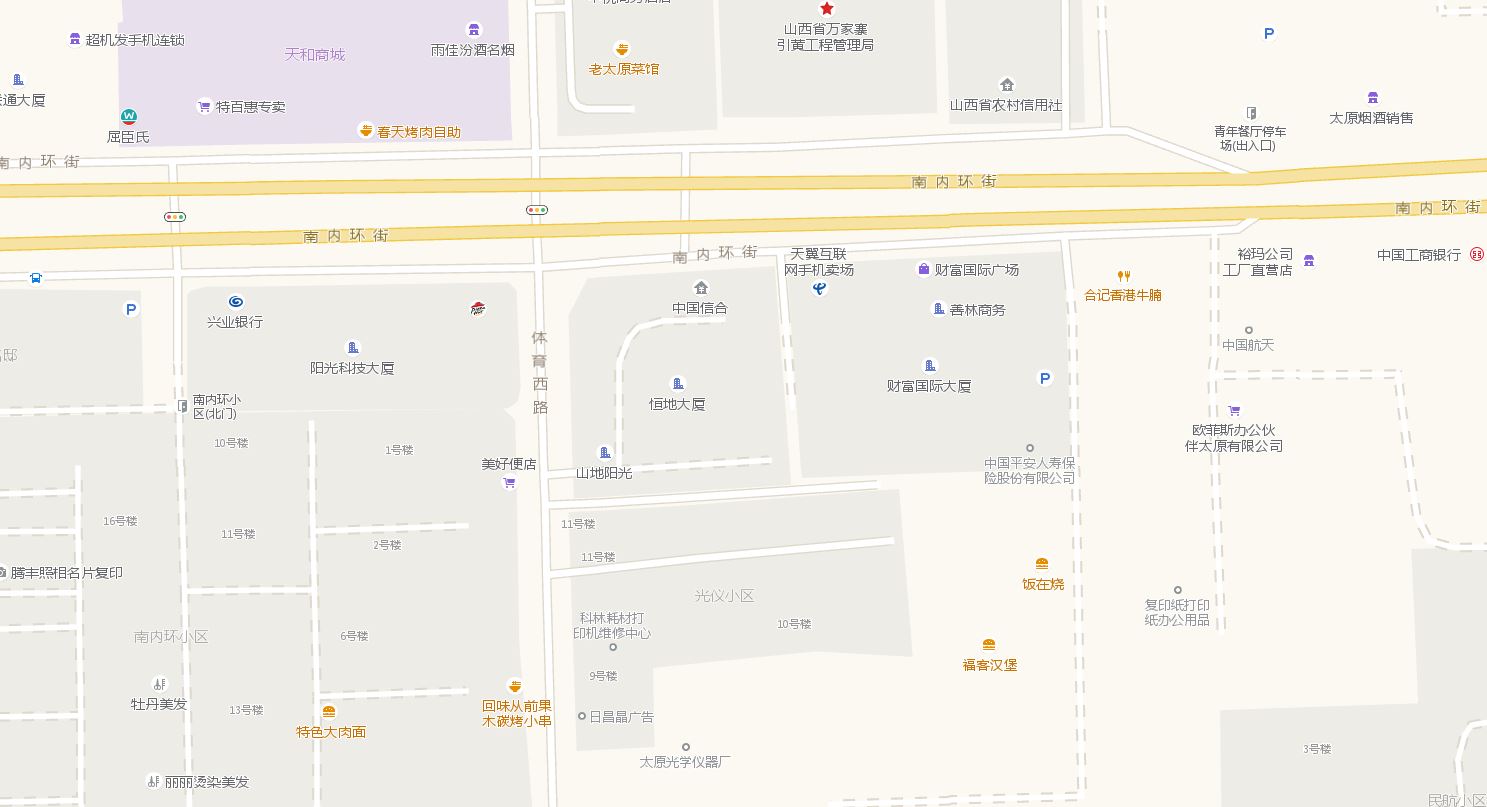 超机发手机连锁
天和商城
雨佳汾酒名烟
老太原菜馆
山西省万家寨
引黄工程管理局
通大厦
特百惠专卖
屈臣氏
春天烤肉自助
山西省农村信用社
P
青年餐厅停车
场(出入口)
太原烟酒销售
南内环街
南内环街
南内环街
南内环街
南内环街
天翼互联
网手机卖场
财富国际广场
裕玛公司
工厂直营店
中国工商银行
P
兴业银行
中国信合
善林商务
合记香港牛腩
邸
阳光科技大厦
体育西路
中国航天
财富国际大厦
P
南内环小
区(北门)
恒地大厦
10号楼
1号楼
美好便店
山地阳光
中国平安人寿保
险股份有限公司
欧菲斯办公伙
伴太原有限公司
16号楼
11号楼
2号楼
11号楼
11号楼
腾丰照相名片复印
饭在烧
光仪小区
复印纸打印
纸办公用品
南内环小区
6号楼
科林耗材打
印机维修中心
10号楼
福客汉堡
9号楼
牡丹美发
13号楼
特色大肉面
回味从前果
木碳烤小串
日昌晶广告
太原光学仪器厂
3号楼
丽丽烫染美发
民航小区